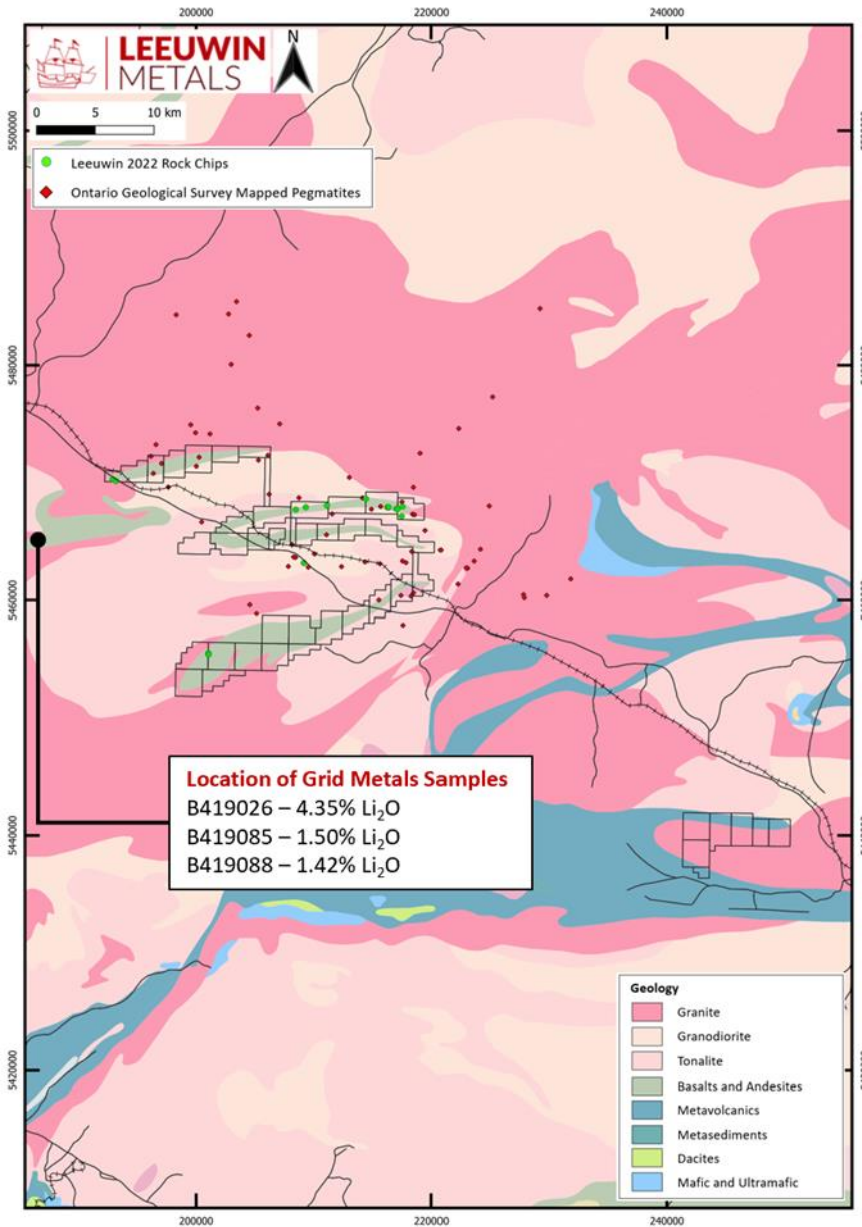 200000
220000
240000
LEEUWIN
METALS
N
0
5
10 km
Leeuwin 2022 Rock Chips
Ontario Geological Survey Mapped Pegmatites
5500000
5480000
5460000
5440000
5420000
Location of Grid Metals Samples
B419026 – 4.35% Li₂O
B419085 – 1.50% Li₂O
B419088 – 1.42% Li₂O
Geology
Granite
Granodiorite
Tonalite
Basalts and Andesites
Metavolcanics
Metasediments
Dacites
Mafic and Ultramafic
200000
220000
240000